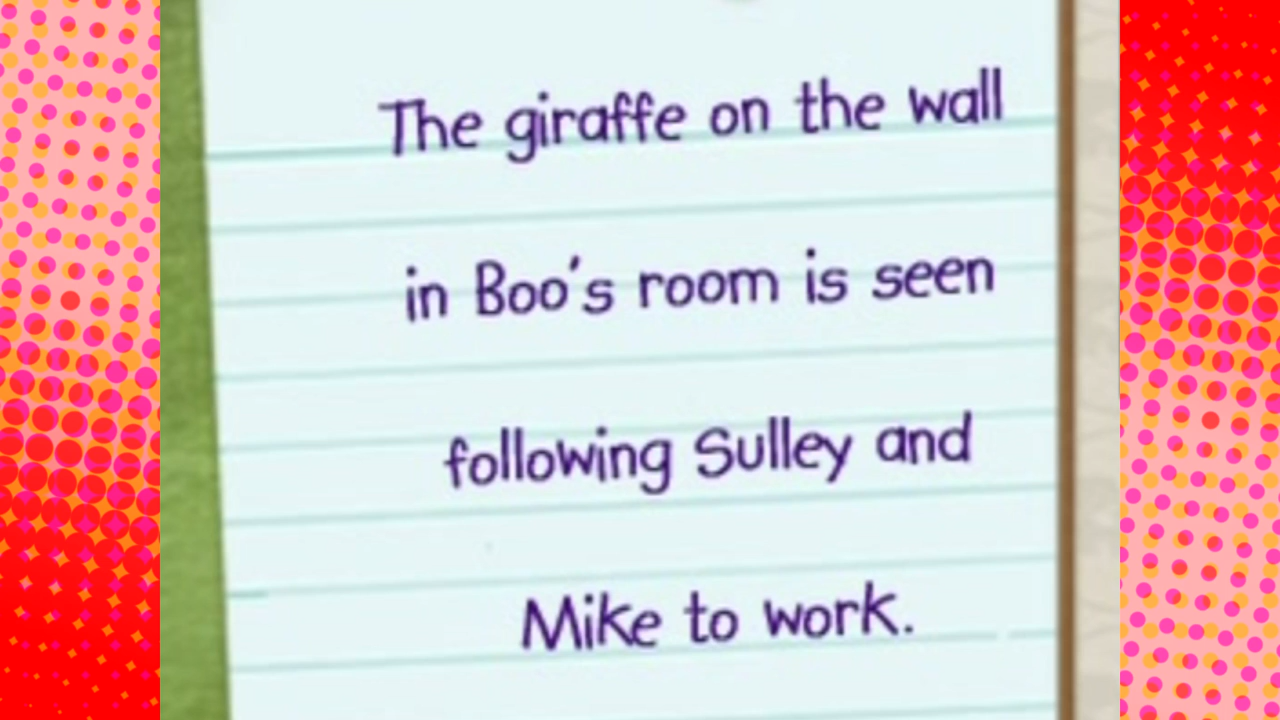 The giraffe on the wall
in Boo's room is seen
following Sulley and
Mike to work.